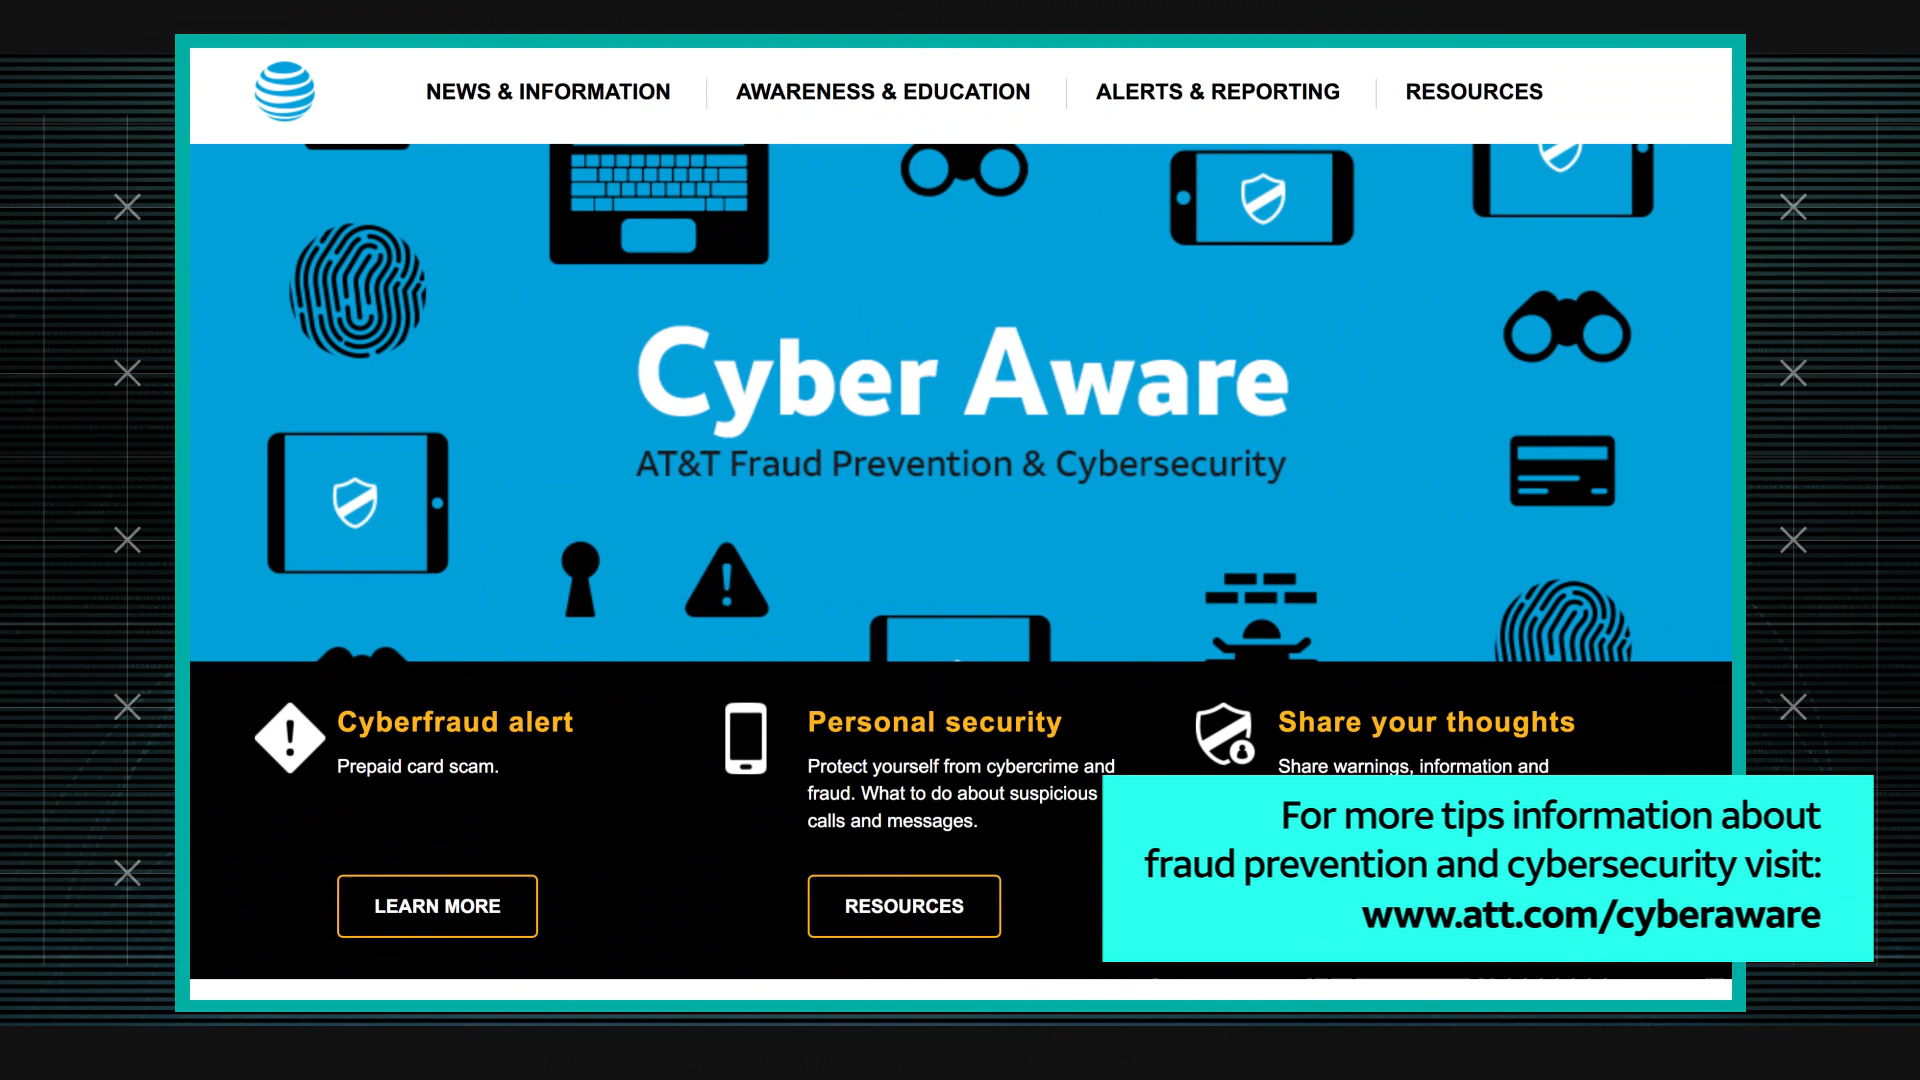 NEWS & INFORMATION
AWARENESS & EDUCATION
ALERTS & REPORTING
RESOURCES
Cyber Aware
AT&T Fraud Prevention & Cybersecurity
Cyberfraud alert
Prepaid card scam.
LEARN MORE
Personal security
Protect yourself from cybercrime and
fraud. What to do about suspicious
calls and messages.
RESOURCES
Share your thoughts
Share warnings, information and
For more tips information about
fraud prevention and cybersecurity visit:
www.att.com/cyberaware